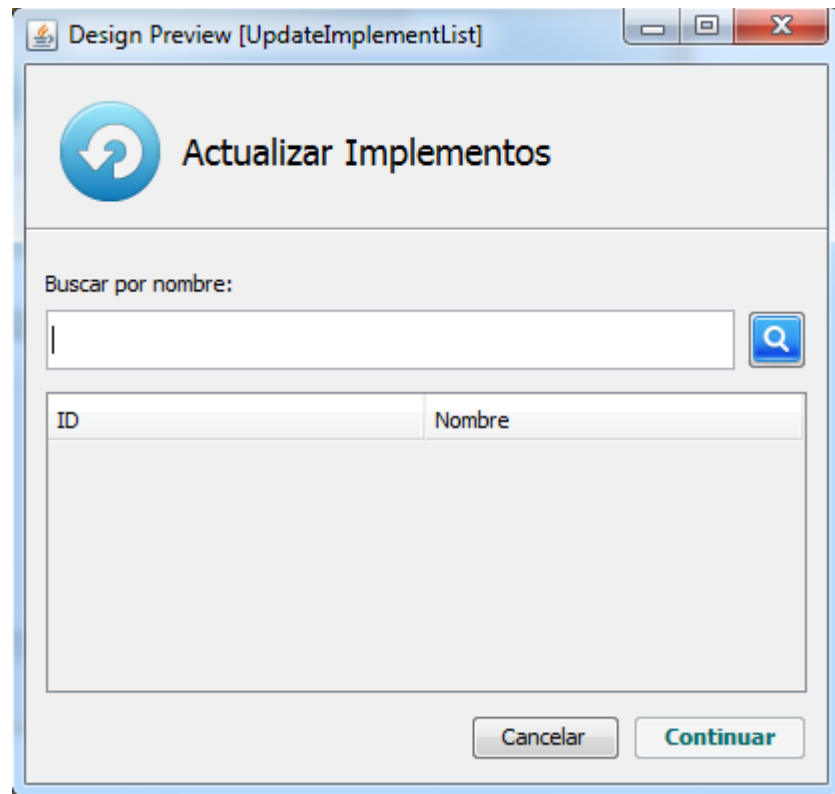 Design Preview [UpdateImplementList]
Actualizar Implementos
Buscar por nombre:
ID Nombre
Cancelar Continuar